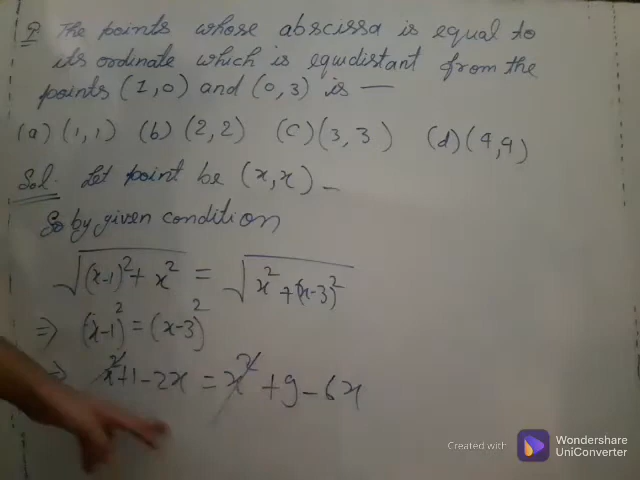 Q. The points whose abscissa is equal to
its ordinate which is equidistant from the
points (1,0) and (0,3) is —
(a) (1,1) (b) (2,2) (c) (3,3) (d) (4,4)
Sol. Let point be (x,x) –
So by given condition
√(x-1)² + x² = √x² + (x-3)²
⇒ (x-1)² = (x-3)²
⇒ x² + 1 - 2x = x² + 9 - 6x
Created with Wondershare
UniConverter